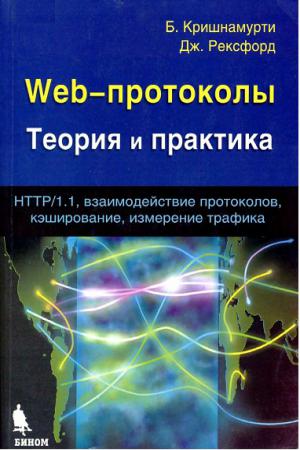 Б. Кришнамурти
Дж. Рексфорд
Web-протоколы
Теория и практика
HTTP/1.1, взаимодействие протоколов,
кэширование, измерение трафика
БИНОМ